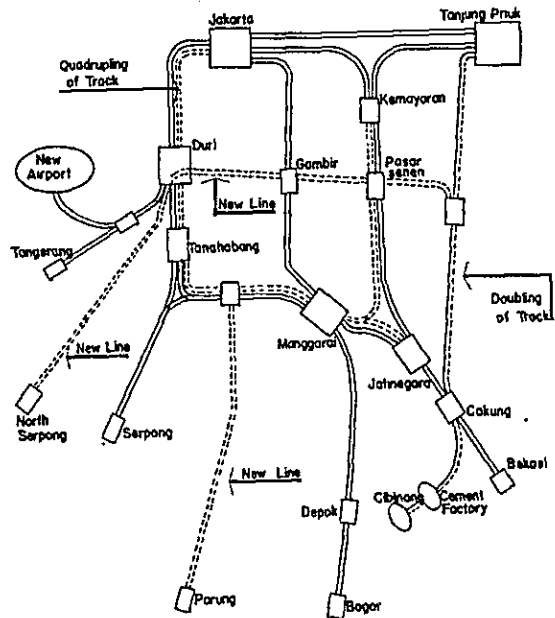 Jakarta
Tanjung Priuk
Quadrupling
of Track
Kemayoran
Duri
New
Airport
Gambir
Pasar
senen
New Line
Tanahabang
Tangerang
Doubling
of Track
Manggarai
New Line
Jatinegara
North
Serpong
Serpong
Cakung
New Line
Bekasi
Cibinong
Cement
Factory
Depok
Parung
Bogor